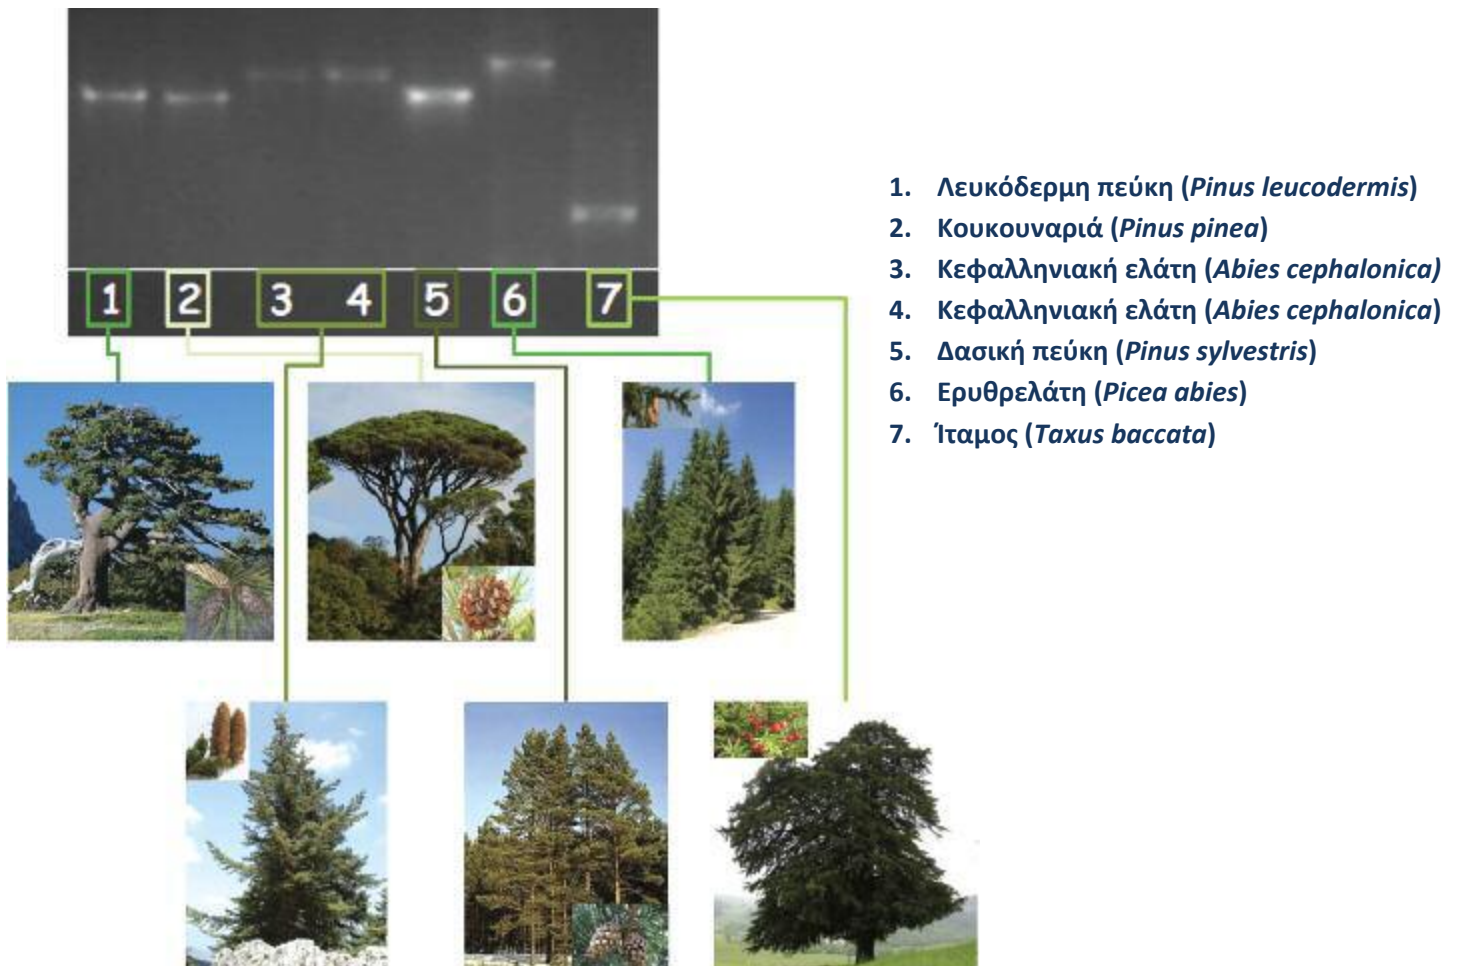 1 2 3 4 5 6 7
1. Λευκόδερμη πεύκη (Pinus leucodermis)
2. Κουκουναριά (Pinus pinea)
3. Κεφαλληνιακή ελάτη (Abies cephalonica)
4. Κεφαλληνιακή ελάτη (Abies cephalonica)
5. Δασική πεύκη (Pinus sylvestris)
6. Ερυθρελάτη (Picea abies)
7. Ίταμος (Taxus baccata)